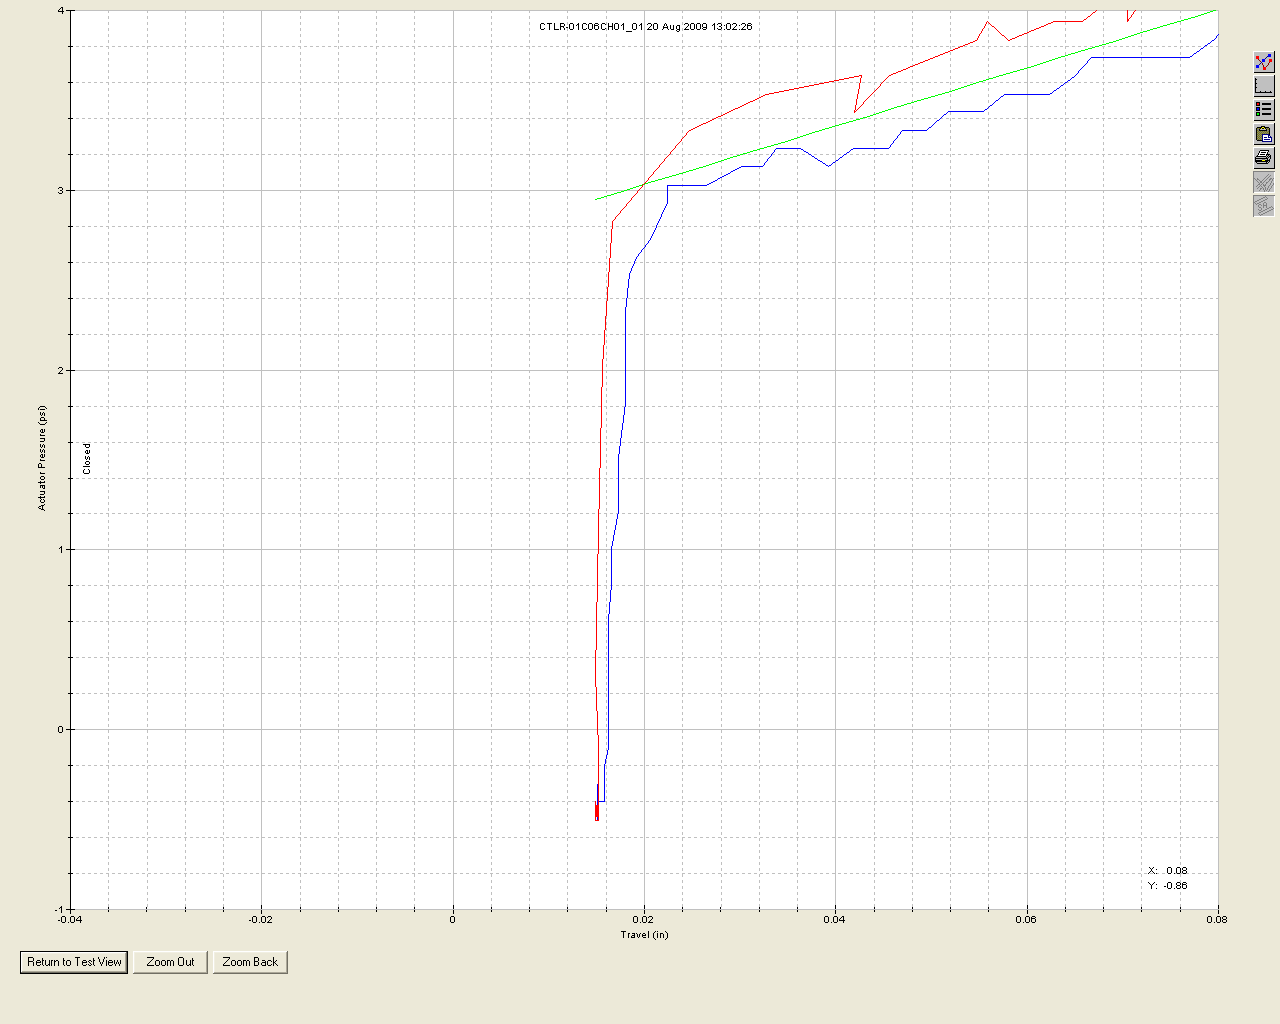 CTLR-01C06CH01_01 20 Aug 2009 13:02:26
4
3
2
1
0
-1
Actuator Pressure (psi)
Closed
X: 0.08
Y: -0.86
-0.04 -0.02 0 0.02 0.04 0.06 0.08
Travel (in)
Return to Test View Zoom Out Zoom Back